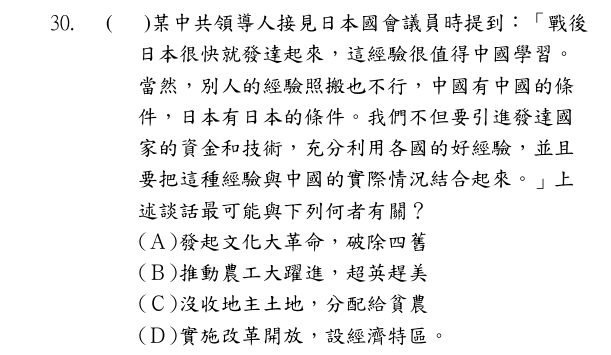 30. (　)某中共領導人接見日本國會議員時提到：「戰後
日本很快就發達起來，這經驗很值得中國學習。
當然，別人的經驗照搬也不行，中國有中國的條
件，日本有日本的條件。我們不但要引進發達國
家的資金和技術，充分利用各國的好經驗，並且
要把這種經驗與中國的實際情況結合起來。」上
述談話最可能與下列何者有關？
(A)發起文化大革命，破除四舊
(B)推動農工大躍進，超英趕美
(C)沒收地主土地，分配給貧農
(D)實施改革開放，設經濟特區。